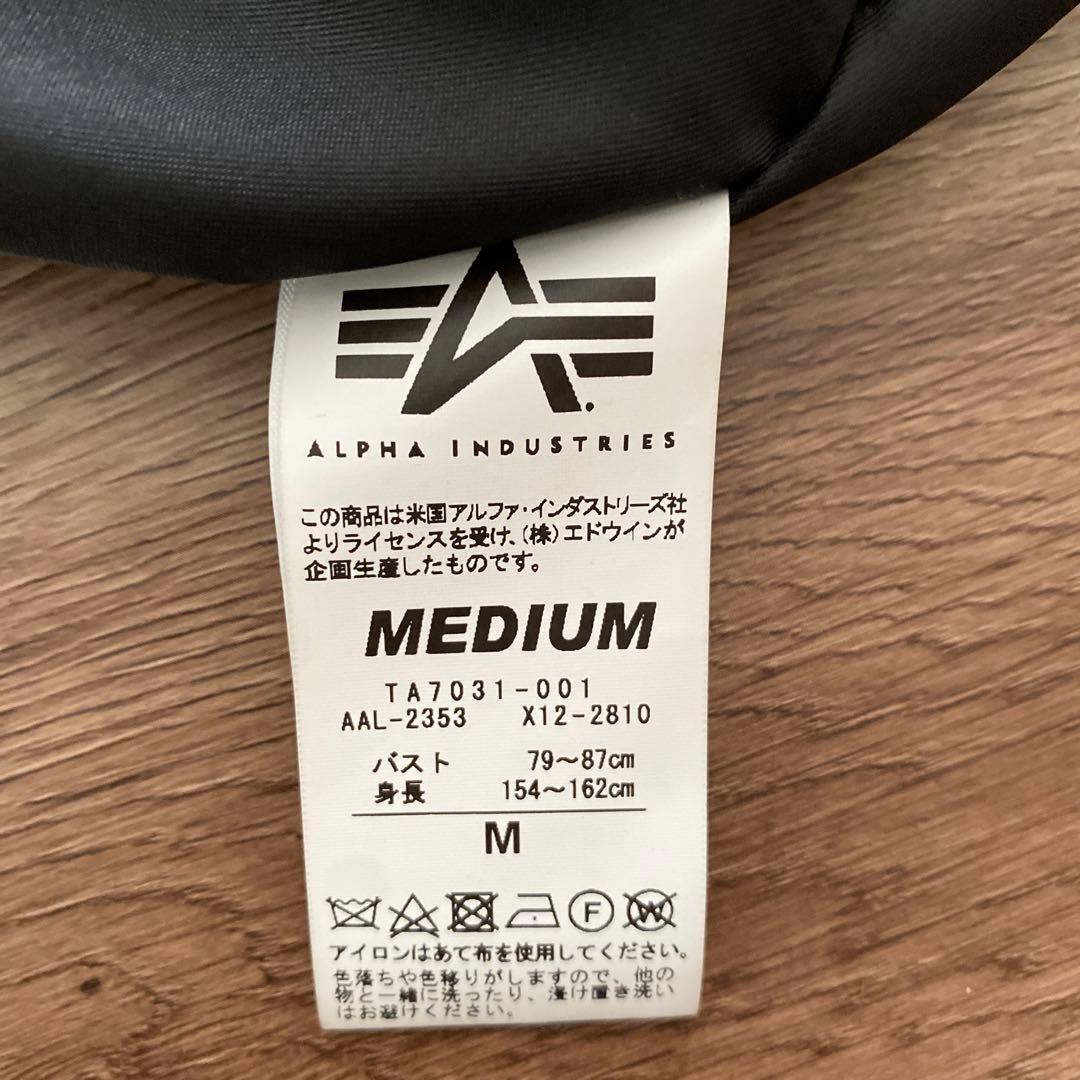 ALPHA INDUSTRIES
この商品は米国アルファ・インダストリーズ社
よりライセンスを受け、(株)エドウインが
企画生産したものです。
MEDIUM
TA7031-001
AAL-2353 X12-2810
バスト 79～87cm
身長 154～162cm
M
F W
アイロンはあて布を使用してください。
色落ちや色移りがしますので、他の
物と一緒に洗ったり、浸け置き洗い
はお避けください。